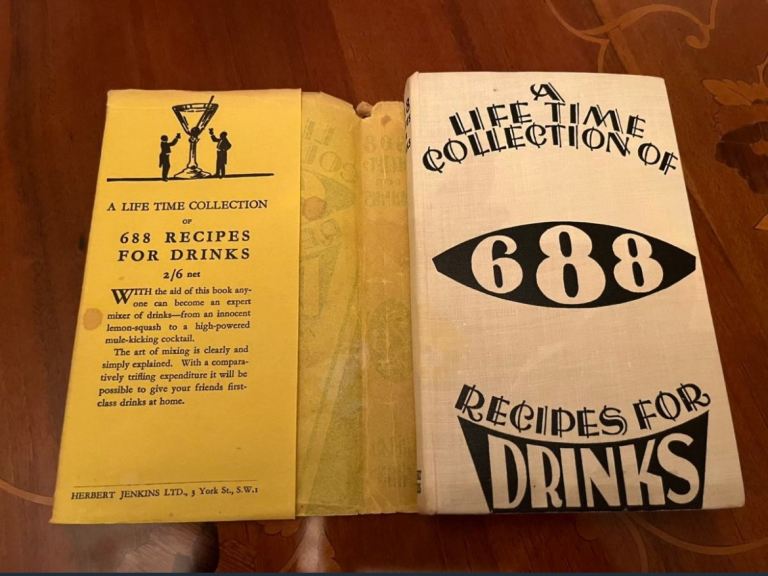 A LIFE TIME COLLECTION
OF
688 RECIPES
FOR DRINKS
2/6 net
WITH the aid of this book any-
one can become an expert
mixer of drinks—from an innocent
lemon-squash to a high-powered
mule-kicking cocktail.
The art of mixing is clearly and
simply explained. With a compara-
tively trifling expenditure it will be
possible to give your friends first-
class drinks at home.
HERBERT JENKINS LTD., 3 York St., S.W.1
A
LIFE TIME
COLLECTION OF
688
RECIPES FOR
DRINKS